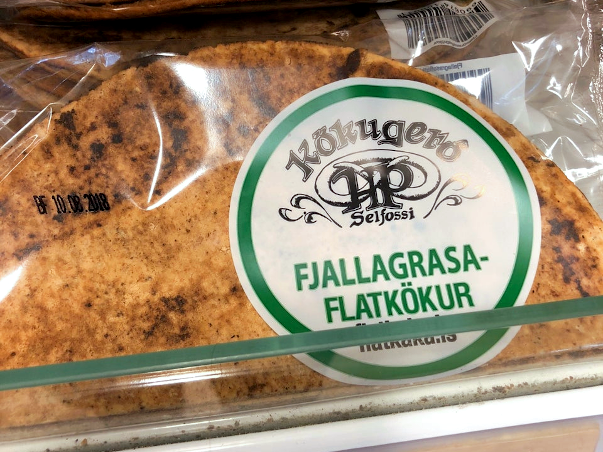 BF 10.08.2018
Kökugerð
HP
Selfossi
FJALLAGRASA-
FLATKÖKUR
flatkaka.is